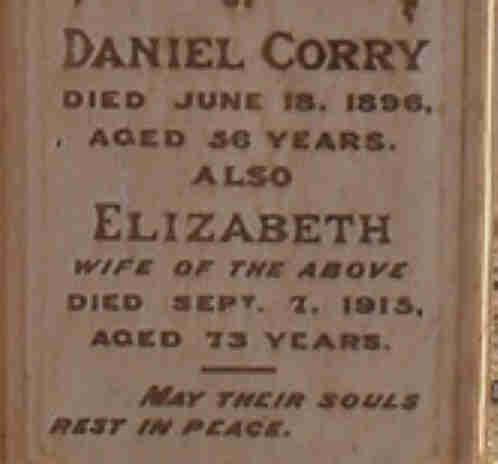 DANIEL CORRY
DIED JUNE 18. 1896.
AGED 56 YEARS.
ALSO
ELIZABETH
WIFE OF THE ABOVE
DIED SEPT. 7. 1915.
AGED 73 YEARS.
MAY THEIR SOULS
REST IN PEACE.